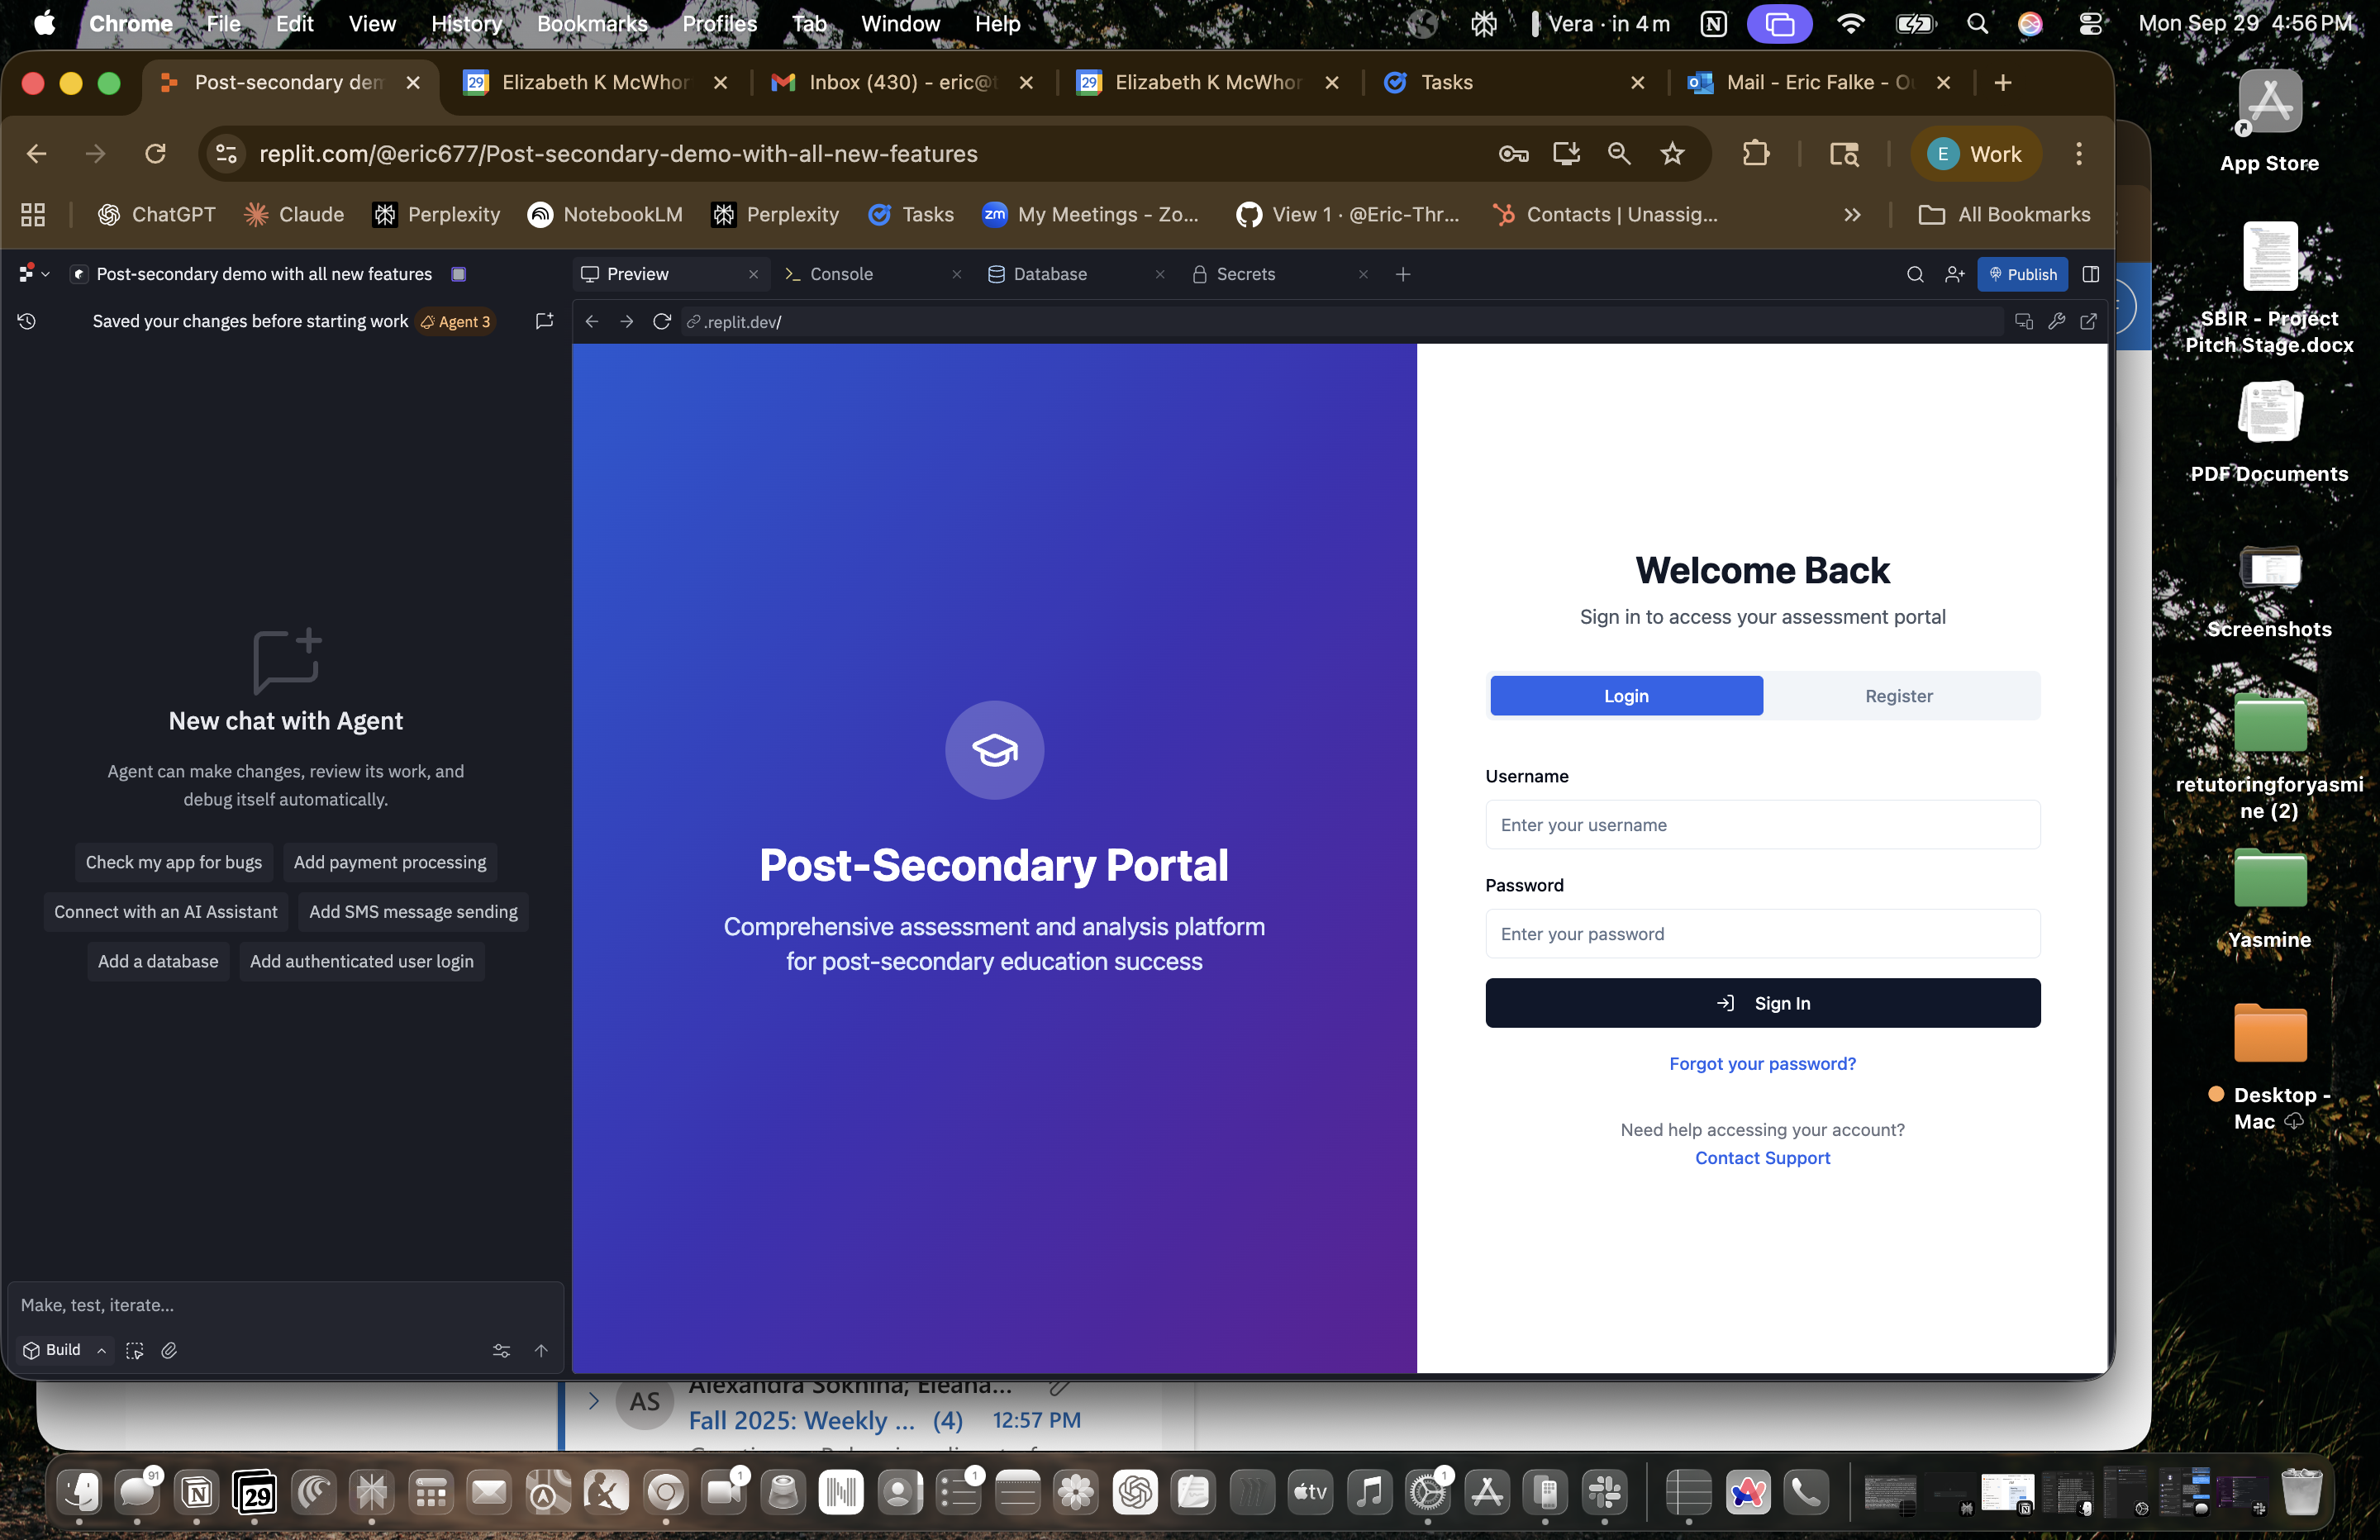 Chrome File Edit View History Bookmarks Profiles Tab Window Help
Vera · in 4 m
Mon Sep 29 4:56 PM
Post-secondary den
Elizabeth K McWhor
Inbox (430) - eric@t
Elizabeth K McWhor
Tasks
Mail - Eric Falke - O
replit.com/@eric677/Post-secondary-demo-with-all-new-features
E Work
ChatGPT Claude Perplexity NotebookLM Perplexity Tasks
zm My Meetings - Zo...
View 1 · @Eric-Thr...
Contacts | Unassig...
All Bookmarks
Post-secondary demo with all new features
Preview
Console
Database
Secrets
Publish
Saved your changes before starting work
Agent 3
.replit.dev/
New chat with Agent
Agent can make changes, review its work, and
debug itself automatically.
Check my app for bugs
Add payment processing
Connect with an AI Assistant
Add SMS message sending
Add a database
Add authenticated user login
Make, test, iterate...
Build
Post-Secondary Portal
Comprehensive assessment and analysis platform
for post-secondary education success
Welcome Back
Sign in to access your assessment portal
Login
Register
Username
Enter your username
Password
Enter your password
Sign In
Forgot your password?
Need help accessing your account?
Contact Support
App Store
SBIR - Project
Pitch Stage.docx
PDF Documents
Screenshots
retutoringforyasmi
ne (2)
Yasmine
Desktop -
Mac
AS
Alexandra Sokhina; Eleana...
Fall 2025: Weekly ... (4) 12:57 PM
91
29
1
1
1
tv